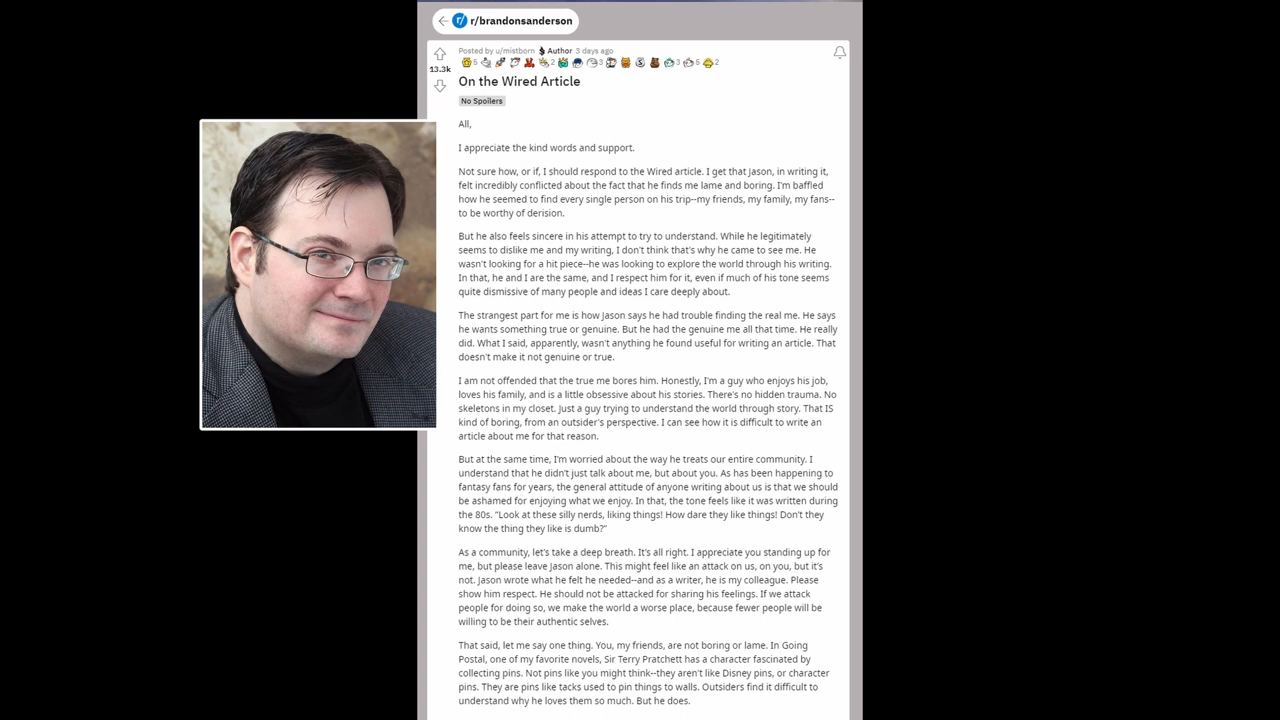 r/ r/brandonsanderson
Posted by u/mistborn Author 3 days ago
5 2 3 3 5 2
13.3k
On the Wired Article
No Spoilers
All,
I appreciate the kind words and support.
Not sure how, or if, I should respond to the Wired article. I get that Jason, in writing it,
felt incredibly conflicted about the fact that he finds me lame and boring. I'm baffled
how he seemed to find every single person on his trip--my friends, my family, my fans--
to be worthy of derision.
But he also feels sincere in his attempt to try to understand. While he legitimately
seems to dislike me and my writing, I don't think that's why he came to see me. He
wasn't looking for a hit piece--he was looking to explore the world through his writing.
In that, he and I are the same, and I respect him for it, even if much of his tone seems
quite dismissive of many people and ideas I care deeply about.
The strangest part for me is how Jason says he had trouble finding the real me. He says
he wants something true or genuine. But he had the genuine me all that time. He really
did. What I said, apparently, wasn't anything he found useful for writing an article. That
doesn't make it not genuine or true.
I am not offended that the true me bores him. Honestly, I'm a guy who enjoys his job,
loves his family, and is a little obsessive about his stories. There's no hidden trauma. No
skeletons in my closet. Just a guy trying to understand the world through story. That IS
kind of boring, from an outsider's perspective. I can see how it is difficult to write an
article about me for that reason.
But at the same time, I'm worried about the way he treats our entire community. I
understand that he didn't just talk about me, but about you. As has been happening to
fantasy fans for years, the general attitude of anyone writing about us is that we should
be ashamed for enjoying what we enjoy. In that, the tone feels like it was written during
the 80s. “Look at these silly nerds, liking things! How dare they like things! Don't they
know the thing they like is dumb?”
As a community, let's take a deep breath. It's all right. I appreciate you standing up for
me, but please leave Jason alone. This might feel like an attack on us, on you, but it's
not. Jason wrote what he felt he needed--and as a writer, he is my colleague. Please
show him respect. He should not be attacked for sharing his feelings. If we attack
people for doing so, we make the world a worse place, because fewer people will be
willing to be their authentic selves.
That said, let me say one thing. You, my friends, are not boring or lame. In Going
Postal, one of my favorite novels, Sir Terry Pratchett has a character fascinated by
collecting pins. Not pins like you might think--they aren't like Disney pins, or character
pins. They are pins like tacks used to pin things to walls. Outsiders find it difficult to
understand why he loves them so much. But he does.